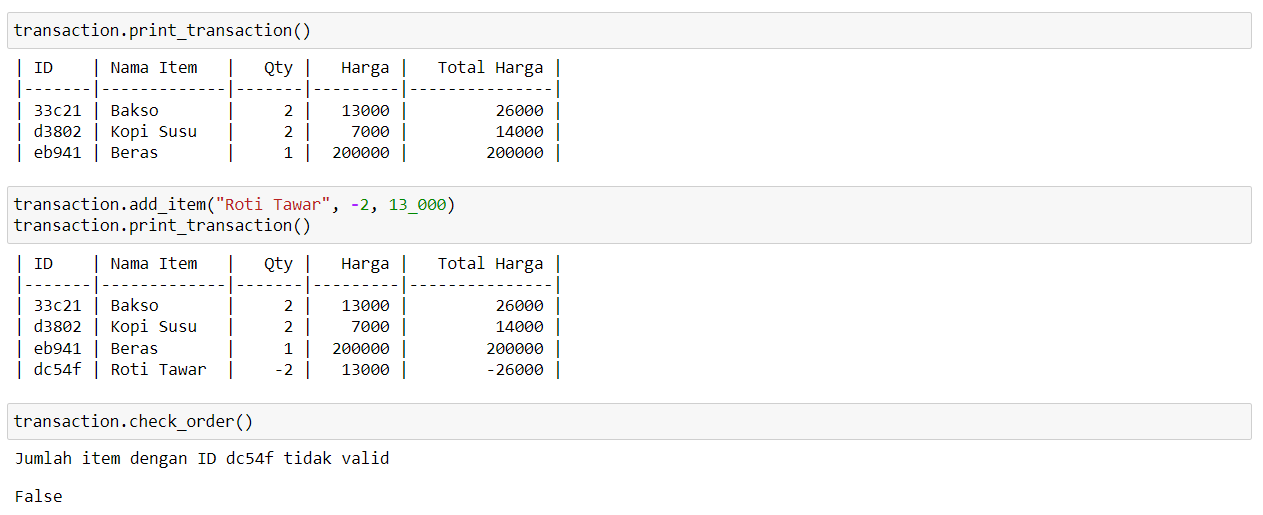 transaction.print_transaction()
| ID    | Nama Item   |   Qty |   Harga |   Total Harga |
|-------|-------------|-------|---------|---------------|
| 33c21 | Bakso       |     2 |   13000 |         26000 |
| d3802 | Kopi Susu   |     2 |    7000 |         14000 |
| eb941 | Beras       |     1 |  200000 |        200000 |
transaction.add_item("Roti Tawar", -2, 13_000)
transaction.print_transaction()
| ID    | Nama Item   |   Qty |   Harga |   Total Harga |
|-------|-------------|-------|---------|---------------|
| 33c21 | Bakso       |     2 |   13000 |         26000 |
| d3802 | Kopi Susu   |     2 |    7000 |         14000 |
| eb941 | Beras       |     1 |  200000 |        200000 |
| dc54f | Roti Tawar  |    -2 |   13000 |        -26000 |
transaction.check_order()
Jumlah item dengan ID dc54f tidak valid
False